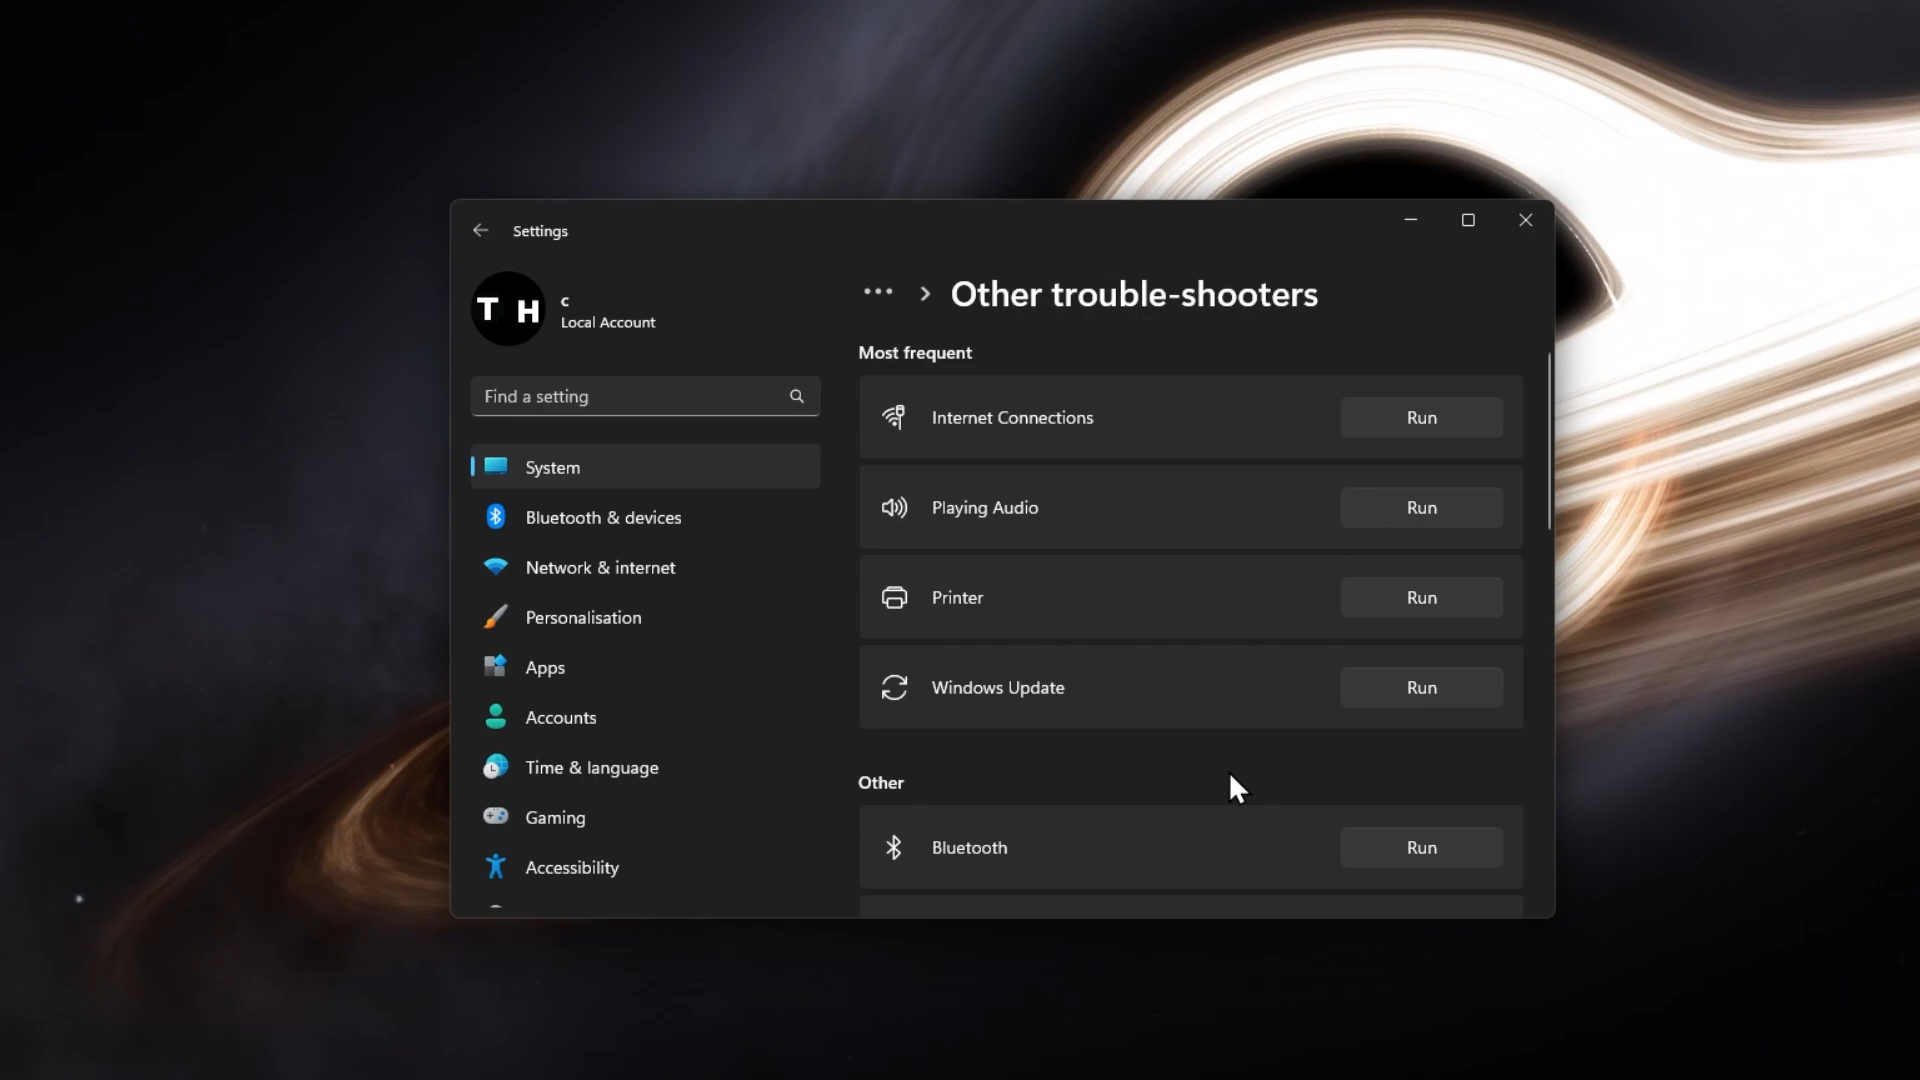 Settings
T H
c
Local Account
Find a setting
System
Bluetooth & devices
Network & internet
Personalisation
Apps
Accounts
Time & language
Gaming
Accessibility
Other trouble-shooters
Most frequent
Internet Connections
Run
Playing Audio
Run
Printer
Run
Windows Update
Run
Other
Bluetooth
Run